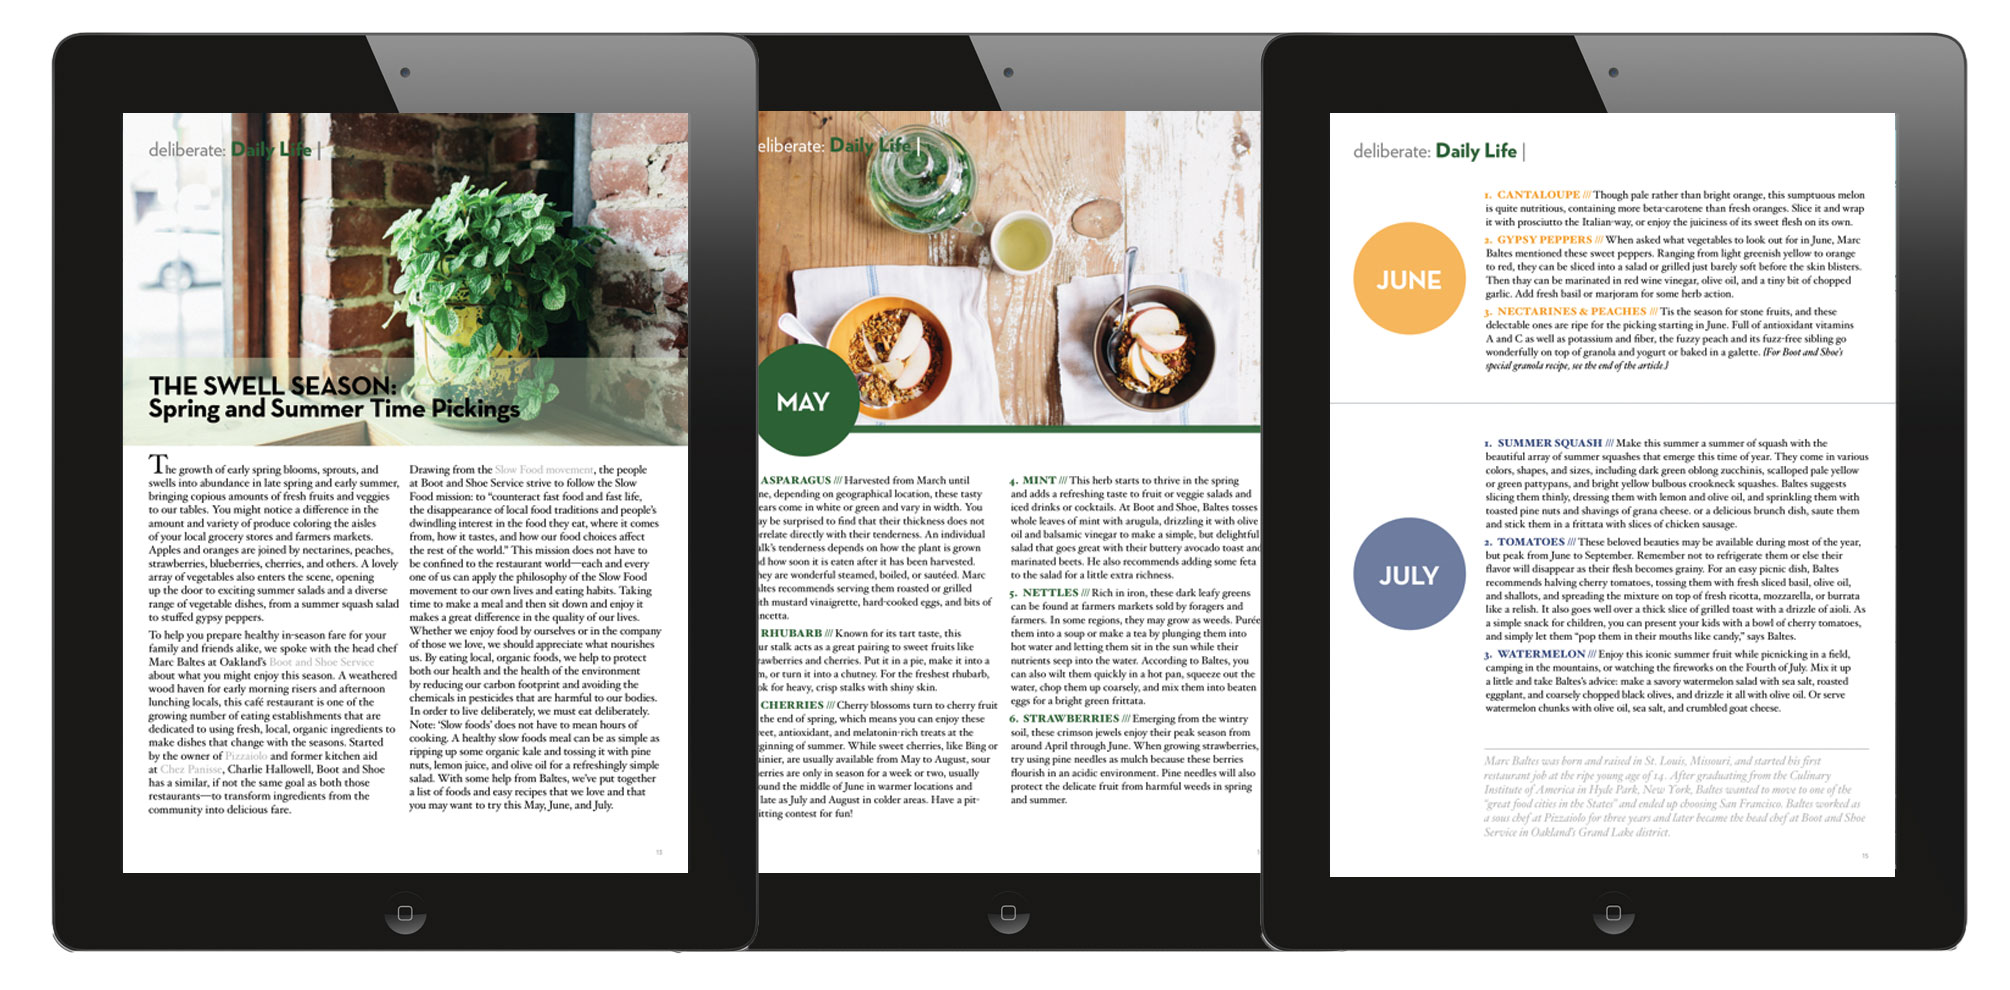 deliberate: Daily Life |
THE SWELL SEASON:
Spring and Summer Time Pickings
The growth of early spring blooms, sprouts, and
swells into abundance in late spring and early summer,
bringing copious amounts of fresh fruits and veggies
to our tables. You might notice a difference in the
amount and variety of produce coloring the aisles
of your local grocery stores and farmers markets.
Apples and oranges are joined by nectarines, peaches,
strawberries, blueberries, cherries, and others. A lovely
array of vegetables also enters the scene, opening
up the door to exciting summer salads and a diverse
range of vegetable dishes, from a summer squash salad
to stuffed gypsy peppers.
To help you prepare healthy in-season fare for your
family and friends alike, we spoke with the head chef
Marc Baltes at Oakland's Boot and Shoe Service
about what you might enjoy this season. A weathered
wood haven for early morning risers and afternoon
lunching locals, this café restaurant is one of the
growing number of eating establishments that are
dedicated to using fresh, local, organic ingredients to
make dishes that change with the seasons. Started
by the owner of Pizzaiolo and former kitchen aid
at Chez Panisse, Charlie Hallowell, Boot and Shoe
has a similar, if not the same goal as both those
restaurants—to transform ingredients from the
community into delicious fare.
Drawing from the Slow Food movement, the people
at Boot and Shoe Service strive to follow the Slow
Food mission: to “counteract fast food and fast life,
the disappearance of local food traditions and people's
dwindling interest in the food they eat, where it comes
from, how it tastes, and how our food choices affect
the rest of the world.” This mission does not have to
be confined to the restaurant world—each and every
one of us can apply the philosophy of the Slow Food
movement to our own lives and eating habits. Taking
time to make a meal and then sit down and enjoy it
makes a great difference in the quality of our lives.
Whether we enjoy food by ourselves or in the company
of those we love, we should appreciate what nourishes
us. By eating local, organic foods, we help to protect
both our health and the health of the environment
by reducing our carbon footprint and avoiding the
chemicals in pesticides that are harmful to our bodies.
In order to live deliberately, we must eat deliberately.
Note: 'Slow foods' does not have to mean hours of
cooking. A healthy slow foods meal can be as simple as
ripping up some organic kale and tossing it with pine
nuts, lemon juice, and olive oil for a refreshingly simple
salad. With some help from Baltes, we've put together
a list of foods and easy recipes that we love and that
you may want to try this May, June, and July.
13
eliberate: Daily Life |
MAY
ASPARAGUS /// Harvested from March until
ne, depending on geographical location, these tasty
ears come in white or green and vary in width. You
ay be surprised to find that their thickness does not
rrelate directly with their tenderness. An individual
alk's tenderness depends on how the plant is grown
d how soon it is eaten after it has been harvested.
hey are wonderful steamed, boiled, or sautéed. Marc
altes recommends serving them roasted or grilled
th mustard vinaigrette, hard-cooked eggs, and bits of
ncetta.
RHUBARB /// Known for its tart taste, this
ur stalk acts as a great pairing to sweet fruits like
rawberries and cherries. Put it in a pie, make it into a
m, or turn it into a chutney. For the freshest rhubarb,
ok for heavy, crisp stalks with shiny skin.
CHERRIES /// Cherry blossoms turn to cherry fruit
the end of spring, which means you can enjoy these
eet, antioxidant, and melatonin-rich treats at the
ginning of summer. While sweet cherries, like Bing or
ainier, are usually available from May to August, sour
erries are only in season for a week or two, usually
ound the middle of June in warmer locations and
late as July and August in colder areas. Have a pit-
itting contest for fun!
4. MINT /// This herb starts to thrive in the spring
and adds a refreshing taste to fruit or veggie salads and
iced drinks or cocktails. At Boot and Shoe, Baltes tosses
whole leaves of mint with arugula, drizzling it with olive
oil and balsamic vinegar to make a simple, but delightful
salad that goes great with their buttery avocado toast and
marinated beets. He also recommends adding some feta
to the salad for a little extra richness.
5. NETTLES /// Rich in iron, these dark leafy greens
can be found at farmers markets sold by foragers and
farmers. In some regions, they may grow as weeds. Purée
them into a soup or make a tea by plunging them into
hot water and letting them sit in the sun while their
nutrients seep into the water. According to Baltes, you
can also wilt them quickly in a hot pan, squeeze out the
water, chop them up coarsely, and mix them into beaten
eggs for a bright green frittata.
6. STRAWBERRIES /// Emerging from the wintry
soil, these crimson jewels enjoy their peak season from
around April through June. When growing strawberries,
try using pine needles as mulch because these berries
flourish in an acidic environment. Pine needles will also
protect the delicate fruit from harmful weeds in spring
and summer.
deliberate: Daily Life |
JUNE
1. CANTALOUPE /// Though pale rather than bright orange, this sumptuous melon
is quite nutritious, containing more beta-carotene than fresh oranges. Slice it and wrap
it with prosciutto the Italian-way, or enjoy the juiciness of its sweet flesh on its own.
2. GYPSY PEPPERS /// When asked what vegetables to look out for in June, Marc
Baltes mentioned these sweet peppers. Ranging from light greenish yellow to orange
to red, they can be sliced into a salad or grilled just barely soft before the skin blisters.
Then thay can be marinated in red wine vinegar, olive oil, and a tiny bit of chopped
garlic. Add fresh basil or marjoram for some herb action.
3. NECTARINES & PEACHES /// Tis the season for stone fruits, and these
delectable ones are ripe for the picking starting in June. Full of antioxidant vitamins
A and C as well as potassium and fiber, the fuzzy peach and its fuzz-free sibling go
wonderfully on top of granola and yogurt or baked in a galette. [For Boot and Shoe's
special granola recipe, see the end of the article.]
JULY
1. SUMMER SQUASH /// Make this summer a summer of squash with the
beautiful array of summer squashes that emerge this time of year. They come in various
colors, shapes, and sizes, including dark green oblong zucchinis, scalloped pale yellow
or green pattypans, and bright yellow bulbous crookneck squashes. Baltes suggests
slicing them thinly, dressing them with lemon and olive oil, and sprinkling them with
toasted pine nuts and shavings of grana cheese. or a delicious brunch dish, saute them
and stick them in a frittata with slices of chicken sausage.
2. TOMATOES /// These beloved beauties may be available during most of the year,
but peak from June to September. Remember not to refrigerate them or else their
flavor will disappear as their flesh becomes grainy. For an easy picnic dish, Baltes
recommends halving cherry tomatoes, tossing them with fresh sliced basil, olive oil,
and shallots, and spreading the mixture on top of fresh ricotta, mozzarella, or burrata
like a relish. It also goes well over a thick slice of grilled toast with a drizzle of aioli. As
a simple snack for children, you can present your kids with a bowl of cherry tomatoes,
and simply let them “pop them in their mouths like candy,” says Baltes.
3. WATERMELON /// Enjoy this iconic summer fruit while picnicking in a field,
camping in the mountains, or watching the fireworks on the Fourth of July. Mix it up
a little and take Baltes's advice: make a savory watermelon salad with sea salt, roasted
eggplant, and coarsely chopped black olives, and drizzle it all with olive oil. Or serve
watermelon chunks with olive oil, sea salt, and crumbled goat cheese.
Marc Baltes was born and raised in St. Louis, Missouri, and started his first
restaurant job at the ripe young age of 14. After graduating from the Culinary
Institute of America in Hyde Park, New York, Baltes wanted to move to one of the
“great food cities in the States” and ended up choosing San Francisco. Baltes worked as
a sous chef at Pizzaiolo for three years and later became the head chef at Boot and Shoe
Service in Oakland's Grand Lake district.
15